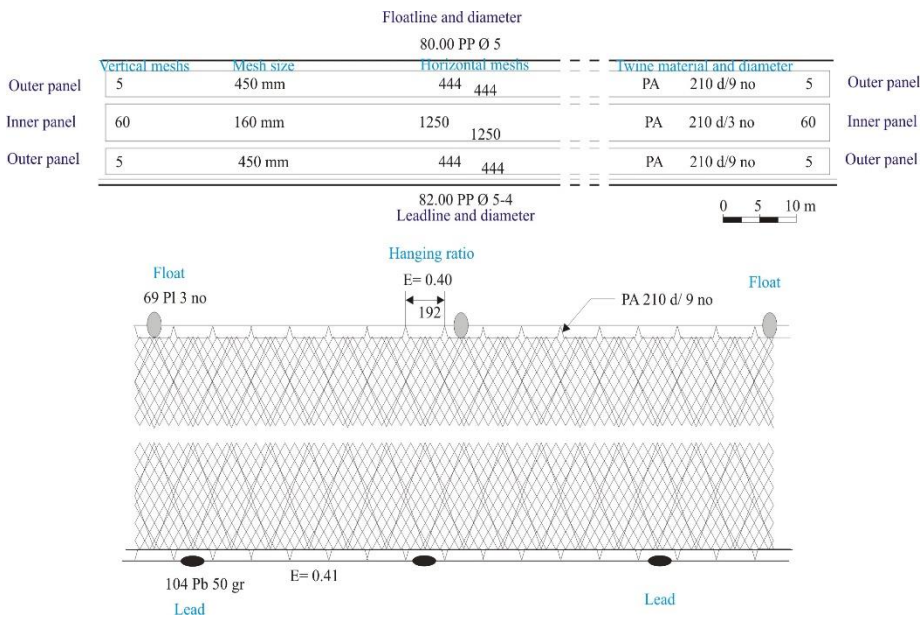 Floatline and diameter
80.00 PP Ø 5
Vertical meshs Mesh size Horizontal meshs Twine material and diameter
Outer panel 5 450 mm 444 444 PA 210 d/9 no 5 Outer panel
Inner panel 60 160 mm 1250 1250 PA 210 d/3 no 60 Inner panel
Outer panel 5 450 mm 444 444 PA 210 d/9 no 5 Outer panel
82.00 PP Ø 5-4
Leadline and diameter
0 5 10 m
Hanging ratio
Float E= 0.40 Float
69 PI 3 no 192 PA 210 d/ 9 no
104 Pb 50 gr E= 0.41
Lead Lead